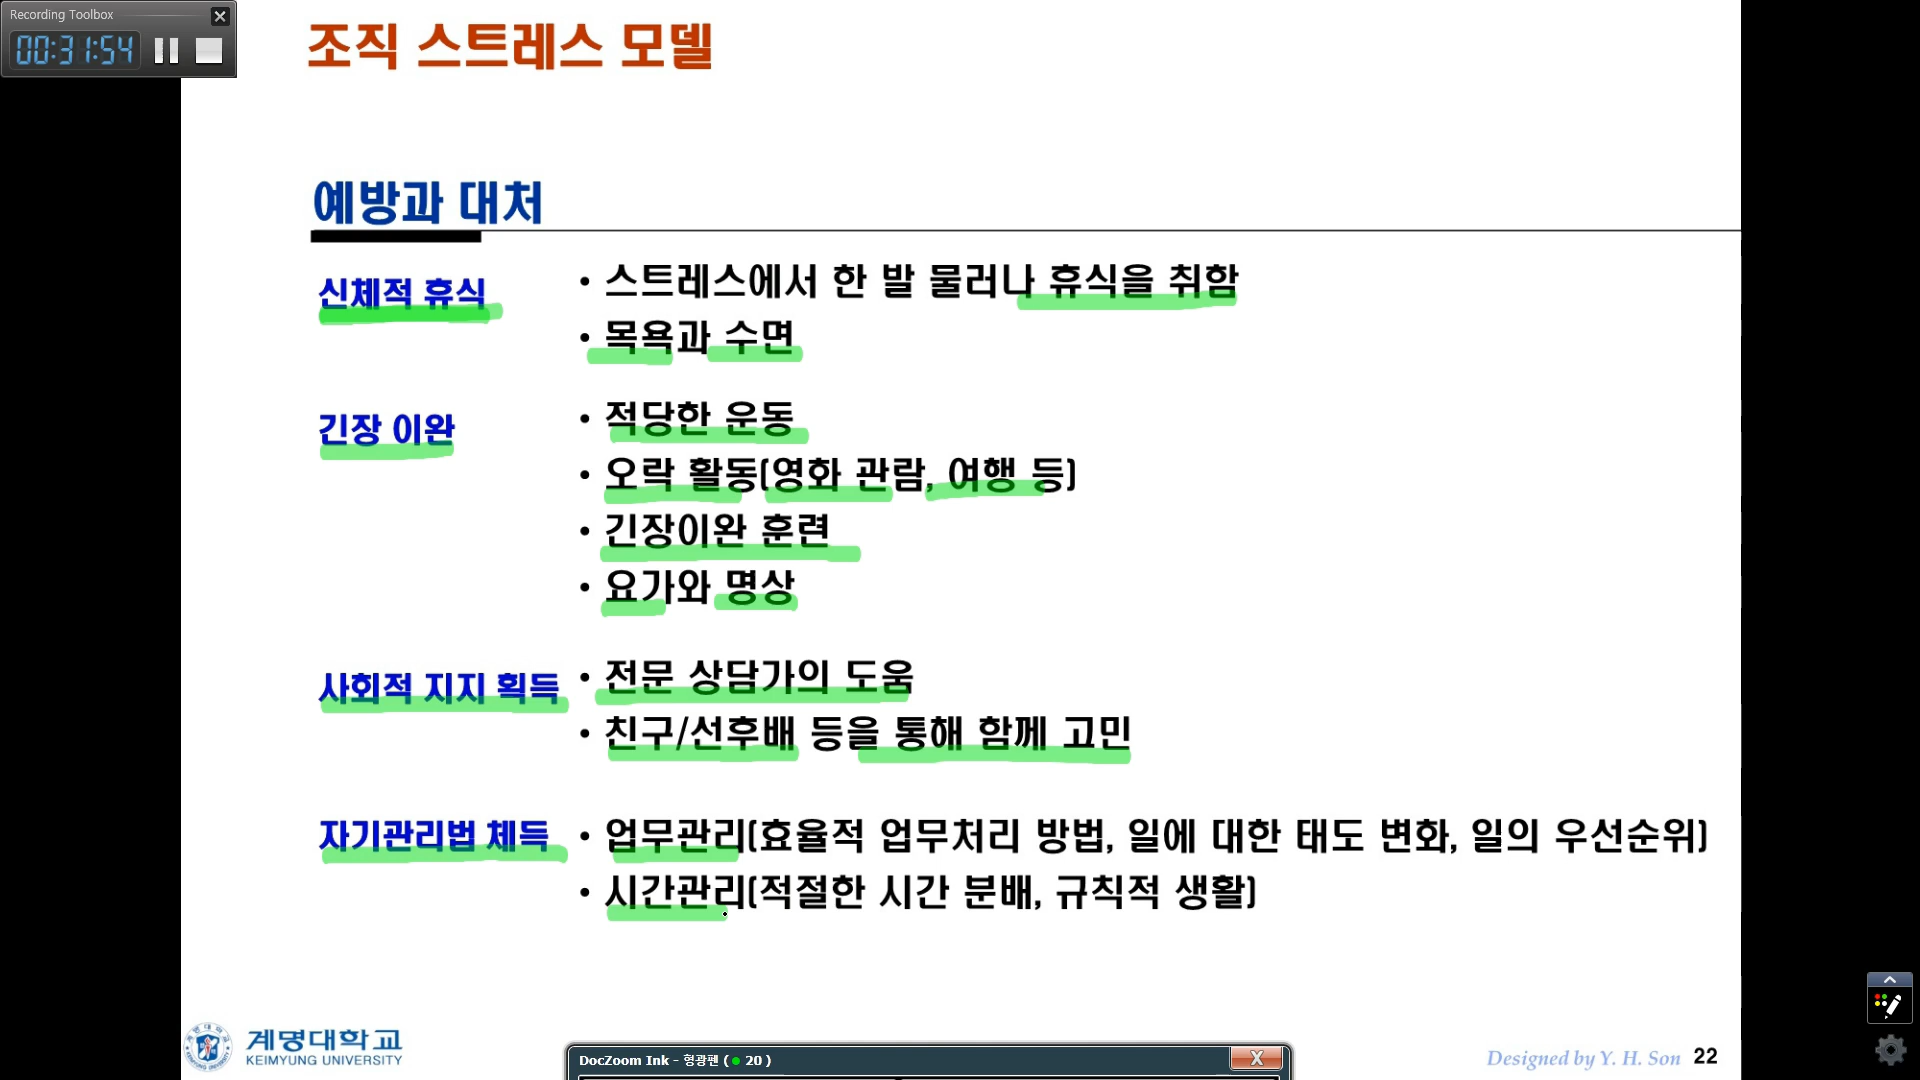 Recording Toolbox
00:31:54
조직 스트레스 모델
예방과 대처
신체적 휴식
• 스트레스에서 한 발 물러나 휴식을 취함
• 목욕과 수면
긴장 이완
• 적당한 운동
• 오락 활동(영화 관람, 여행 등)
• 긴장이완 훈련
• 요가와 명상
사회적 지지 획득
• 전문 상담가의 도움
• 친구/선후배 등을 통해 함께 고민
자기관리법 체득
• 업무관리(효율적 업무처리 방법, 일에 대한 태도 변화, 일의 우선순위)
• 시간관리(적절한 시간 분배, 규칙적 생활)
계명대학교
KEIMYUNG UNIVERSITY
DocZoom Ink - 형광펜 ( 20 )
Designed by Y. H. Son 22